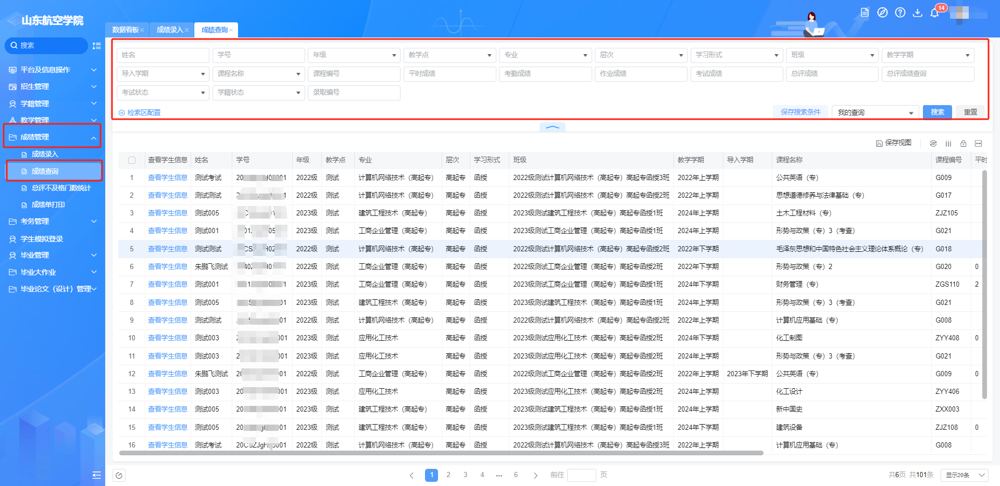 山东航空学院
搜索
平台及信息操作
招生管理
学籍管理
教学管理
成绩管理
成绩录入
成绩查询
总评不及格门数统计
成绩单打印
考务管理
学生模拟登录
毕业管理
毕业大作业
毕业论文（设计）管理
14
数据看板× 成绩录入× 成绩查询×
姓名 学号 年级 教学点 专业 层次 学习形式 班级 教学学期
导入学期 课程名称 课程编号 平时成绩 考勤成绩 作业成绩 考试成绩 总评成绩 总评成绩查询
考试状态 学籍状态 录取编号
检索区配置 保存搜索条件 我的查询 搜索 重置
保存视图
查看学生信息 姓名 学号 年级 教学点 专业 层次 学习形式 班级 教学学期 导入学期 课程名称 课程编号 平时
1 查看学生信息 测试考试 2022级 测试 计算机网络技术（高起专） 高起专 函授 2022级测试计算机网络技术（高起专）高起专函授3班 2022年上学期 公共英语（专） G009
2 查看学生信息 测试测试 2022级 测试 计算机网络技术（高起专） 高起专 函授 2022级测试计算机网络技术（高起专）高起专函授2班 2022年上学期 思想道德修养与法律基础（专） G017
3 查看学生信息 测试005 2023级 测试 建筑工程技术（高起专） 高起专 函授 2023级测试建筑工程技术（高起专）高起专函授1班 2024年上学期 土木工程材料（专） ZJZ105
4 查看学生信息 测试001 2023级 测试 工商企业管理（高起专） 高起专 函授 2023级测试工商企业管理（高起专）高起专函授1班 2024年上学期 形势与政策（专）3（考查） G021
5 查看学生信息 测试测试 2022级 测试 计算机网络技术（高起专） 高起专 函授 2022级测试计算机网络技术（高起专）高起专函授2班 2022年下学期 毛泽东思想和中国特色社会主义理论体系概论（专） G018
6 查看学生信息 朱鹏飞测试 2022级 测试 工商企业管理（高起专） 高起专 函授 2022级测试工商企业管理（高起专）高起专函授2班 2022年下学期 形势与政策（专）2 G020 0
7 查看学生信息 测试001 2023级 测试 工商企业管理（高起专） 高起专 函授 2023级测试工商企业管理（高起专）高起专函授1班 2024年下学期 财务管理（专） ZGS110 2
8 查看学生信息 测试005 2023级 测试 建筑工程技术（高起专） 高起专 函授 2023级测试建筑工程技术（高起专）高起专函授1班 2024年上学期 形势与政策（专）3（考查） G021
9 查看学生信息 测试测试 2022级 测试 计算机网络技术（高起专） 高起专 函授 2022级测试计算机网络技术（高起专）高起专函授2班 2022年上学期 计算机应用基础（专） G008
10 查看学生信息 测试003 2023级 测试 应用化工技术 高起专 函授 2023级测试应用化工技术（高起专）高起专函授2班 2024年下学期 化工制图 ZYY408 0
11 查看学生信息 测试003 2023级 测试 应用化工技术 高起专 函授 2023级测试应用化工技术（高起专）高起专函授2班 2024年上学期 形势与政策（专）3（考查） G021
12 查看学生信息 朱鹏飞测试 2022级 测试 工商企业管理（高起专） 高起专 函授 2022级测试工商企业管理（高起专）高起专函授2班 2022年上学期 2023年下学期 公共英语（专） G009 0
13 查看学生信息 测试003 2023级 测试 应用化工技术 高起专 函授 2023级测试应用化工技术（高起专）高起专函授2班 2024年上学期 化工设计 ZYY406
14 查看学生信息 测试005 2023级 测试 建筑工程技术（高起专） 高起专 函授 2023级测试建筑工程技术（高起专）高起专函授1班 2024年上学期 新中国史 ZXX003
15 查看学生信息 测试005 2023级 测试 建筑工程技术（高起专） 高起专 函授 2023级测试建筑工程技术（高起专）高起专函授1班 2024年下学期 建筑设备 ZJZ108 0
16 查看学生信息 测试考试 2022级 测试 计算机网络技术（高起专） 高起专 函授 2022级测试计算机网络技术（高起专）高起专函授3班 2022年上学期 计算机应用基础（专） G008
1 2 3 4 ••• 6 前往 页 共6页 共101条 显示20条